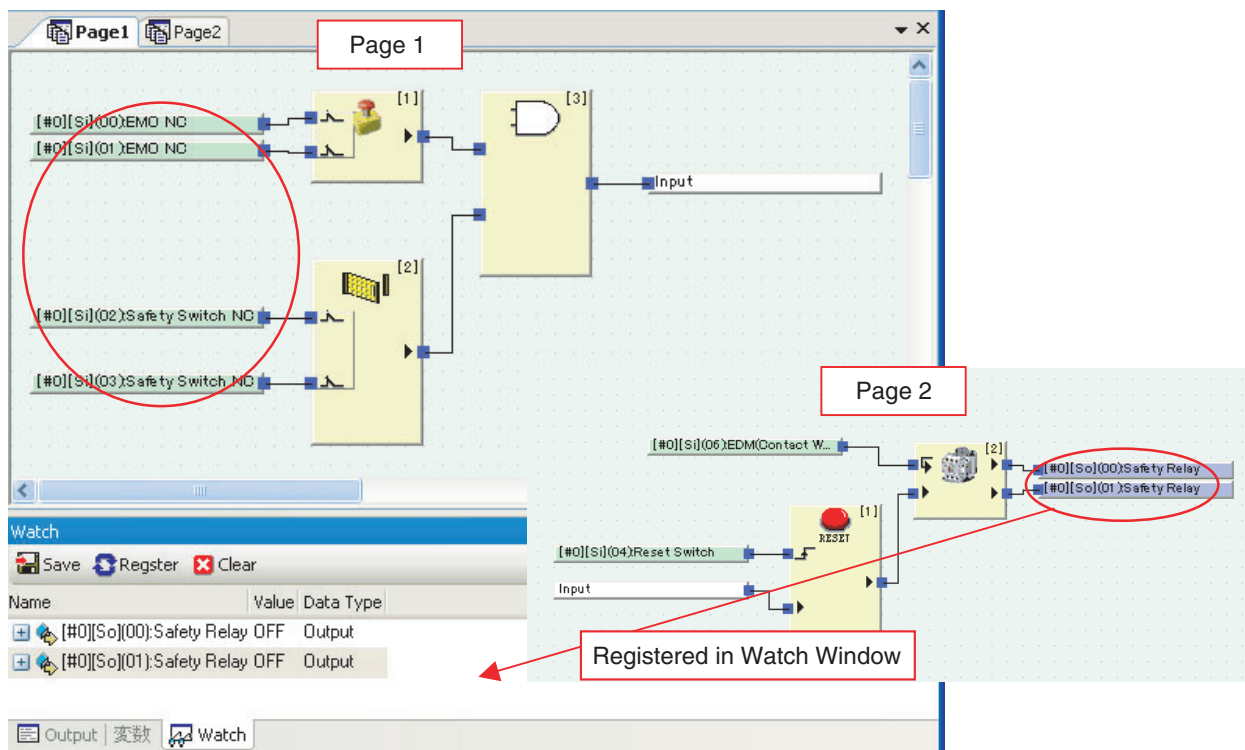 Page1 Page2
Page 1
[1]
[3]
[#0][Si](00):EMO NC
[#0][Si](01):EMO NC
Input
[2]
[#0][Si](02):Safety Switch NC
[#0][Si](03):Safety Switch NC
Page 2
[#0][Si](06):EDM(Contact W...
[2]
[#0][So](00):Safety Relay
[#0][So](01):Safety Relay
[1]
RESET
[#0][Si](04):Reset Switch
Input
Registered in Watch Window
Watch
Save Regster Clear
Name Value Data Type
[#0][So](00):Safety Relay OFF Output
[#0][So](01):Safety Relay OFF Output
Output 変数 Watch